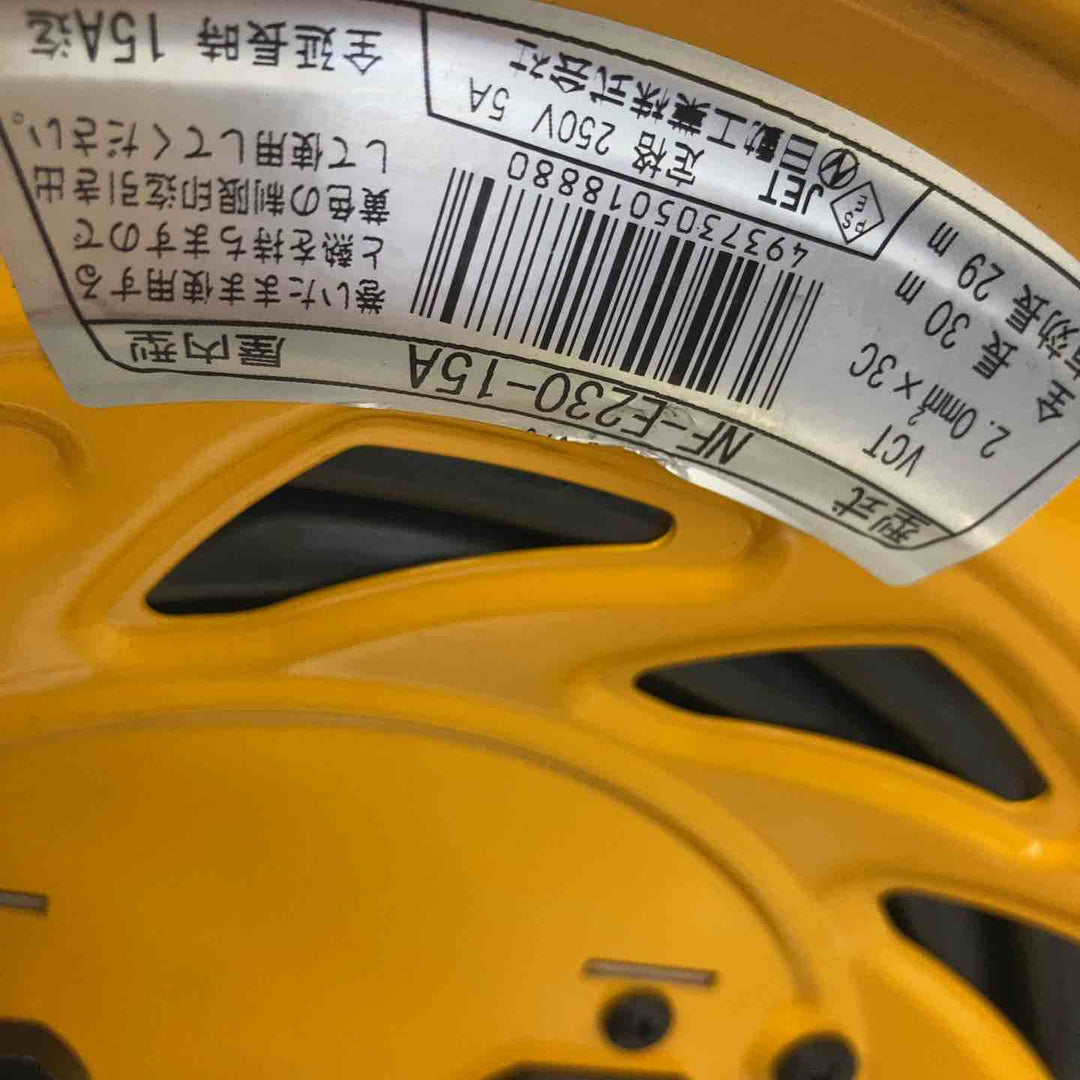 型式 NF-E230-15A 屋内型
VCT
2.0mm² × 3C
全長 30 m
有効長 29 m
4937305018880
PS
E
JET 日動工業株式会社
定格 250V 5A
巻いたまま使用する
と熱を持ちますので
黄色の制限印迄引き出
して使用してください。
全延長時 15A迄